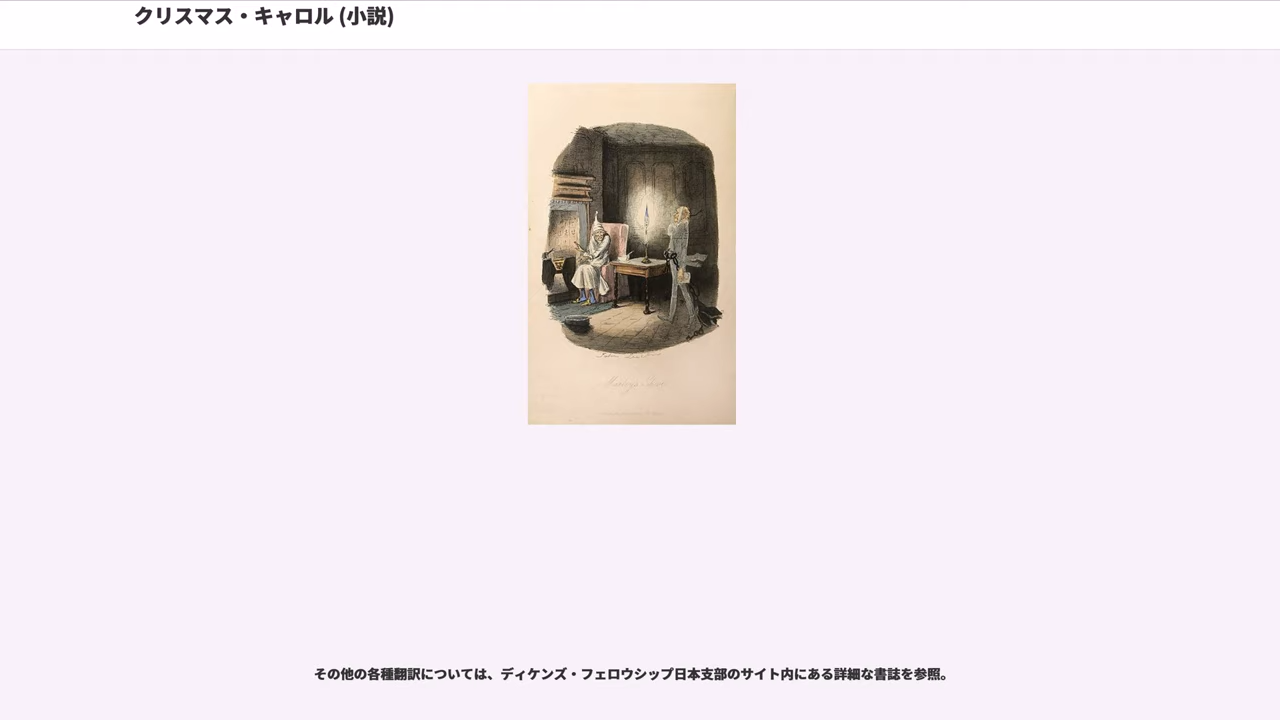 クリスマス・キャロル (小説)
その他の各種翻訳については、ディケンズ・フェロウシップ日本支部のサイト内にある詳細な書誌を参照。